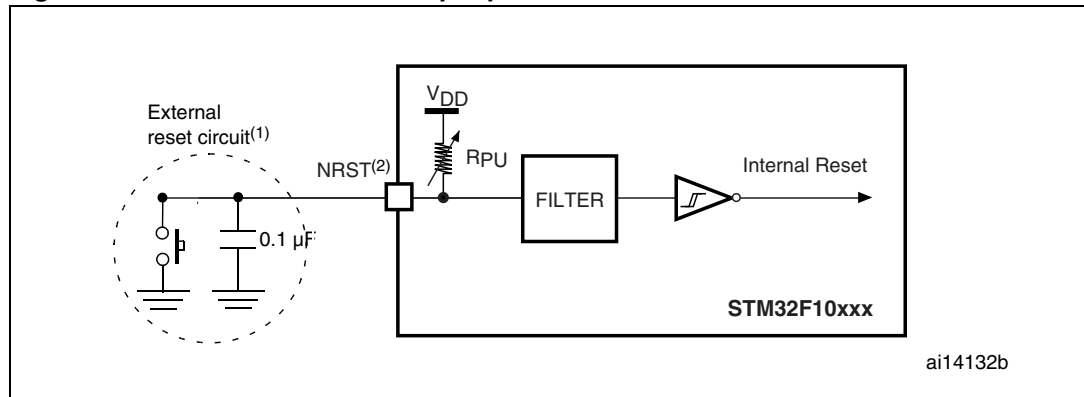 External
reset circuit(1)
NRST(2)
VDD
RPU
FILTER
Internal Reset
0.1 µF
STM32F10xxx
ai14132b